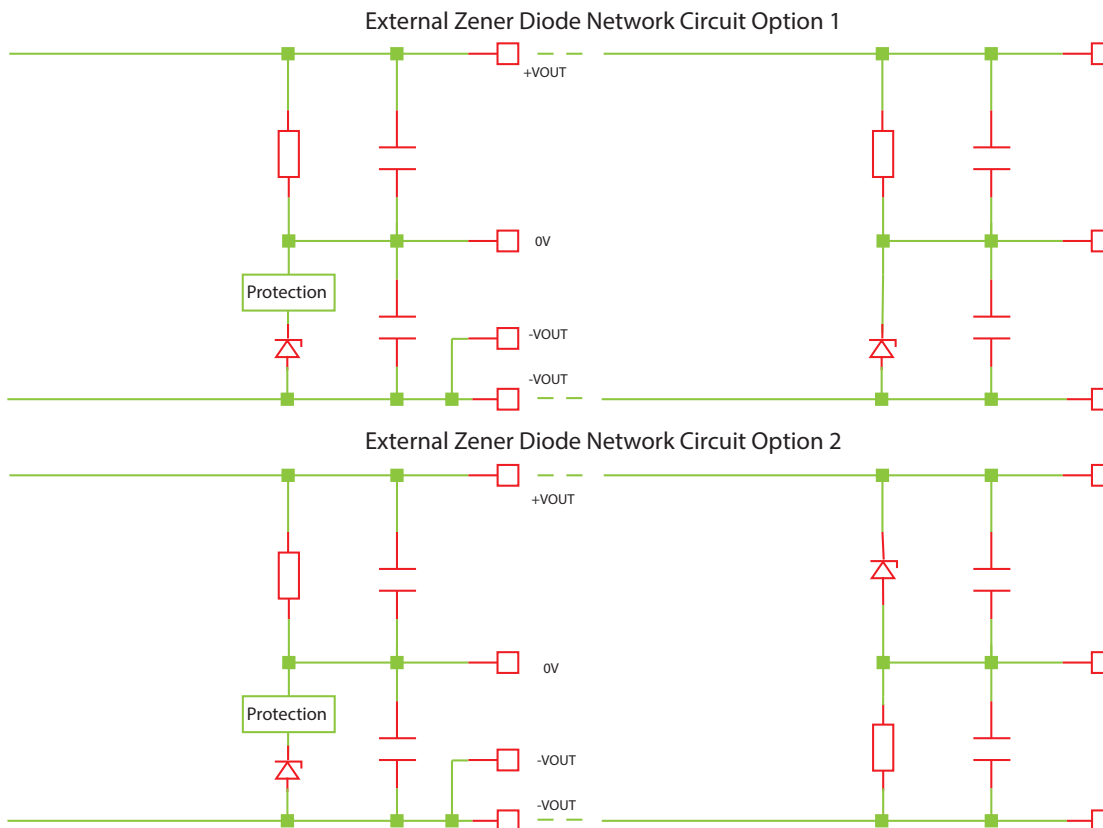 External Zener Diode Network Circuit Option 1
+VOUT
0V
Protection
-VOUT
-VOUT
External Zener Diode Network Circuit Option 2
+VOUT
0V
Protection
-VOUT
-VOUT